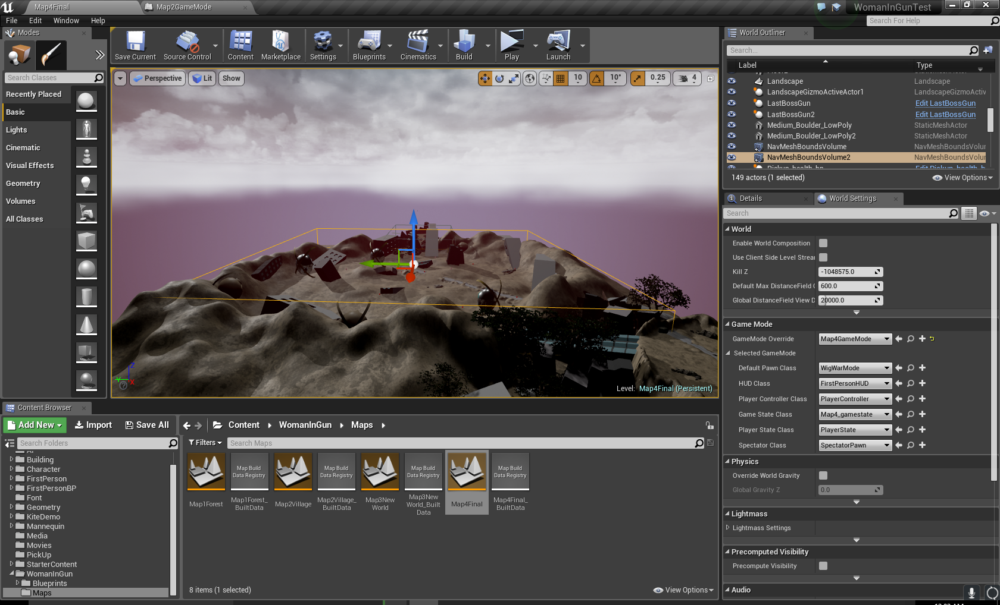 Map4Final
Map2GameMode
WomanInGunTest
File Edit Window Help
Search For Help
Modes
Search Classes
Recently Placed
Basic
Lights
Cinematic
Visual Effects
Geometry
Volumes
All Classes
Save Current
Source Control
Content
Marketplace
Settings
Blueprints
Cinematics
Build
Play
Launch
Perspective
Lit
Show
10
10°
0.25
4
Z
Y
X
Level: Map4Final (Persistent)
World Outliner
Search...
Label Type
Landscape Landscape
LandscapeGizmoActiveActor1 LandscapeGizmoActiv
LastBossGun Edit LastBossGun
LastBossGun2 Edit LastBossGun
Medium_Boulder_LowPoly StaticMeshActor
Medium_Boulder_LowPoly2 StaticMeshActor
NavMeshBoundsVolume NavMeshBoundsVolur
NavMeshBoundsVolume2 NavMeshBoundsVolur
Pickup_health_bp Edit Pickup_health_b
149 actors (1 selected)
View Options
Details
World Settings
Search
World
Enable World Composition
Use Client Side Level Strear
Kill Z -1048575.0
Default Max DistanceField 600.0
Global DistanceField View D 20000.0
Game Mode
GameMode Override Map4GameMode
Selected GameMode
Default Pawn Class WigWarMode
HUD Class FirstPersonHUD
Player Controller Class PlayerController
Game State Class Map4_gamestate
Player State Class PlayerState
Spectator Class SpectatorPawn
Physics
Override World Gravity
Global Gravity Z 0.0
Lightmass
Lightmass Settings
Precomputed Visibility
Precompute Visibility
Audio
Content Browser
Add New
Import
Save All
Content
WomanInGun
Maps
Search Folders
Building
Character
FirstPerson
FirstPersonBP
Font
Geometry
KiteDemo
Mannequin
Media
Movies
PickUp
StarterContent
WomanInGun
Blueprints
Maps
Filters
Search Maps
Map1Forest
Map Build
Data Registry
Map1Forest_
BuiltData
Map2Village
Map Build
Data Registry
Map2Village_
BuiltData
Map3New
World
Map Build
Data Registry
Map3New
World_Built
Data
Map4Final
Map Build
Data Registry
Map4Final_
BuiltData
8 items (1 selected)
View Options